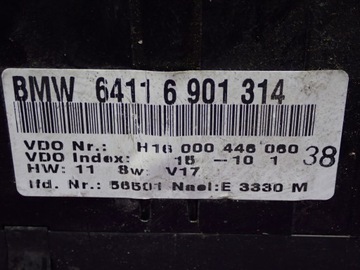 BMW 6411 6 901 314
VDO Nr.: H16 000 446 060
VDO Index: 15 -10 1 38
HW: 11 Sw: V17
lfd. Nr.: 56501 Nael:E 3330 M